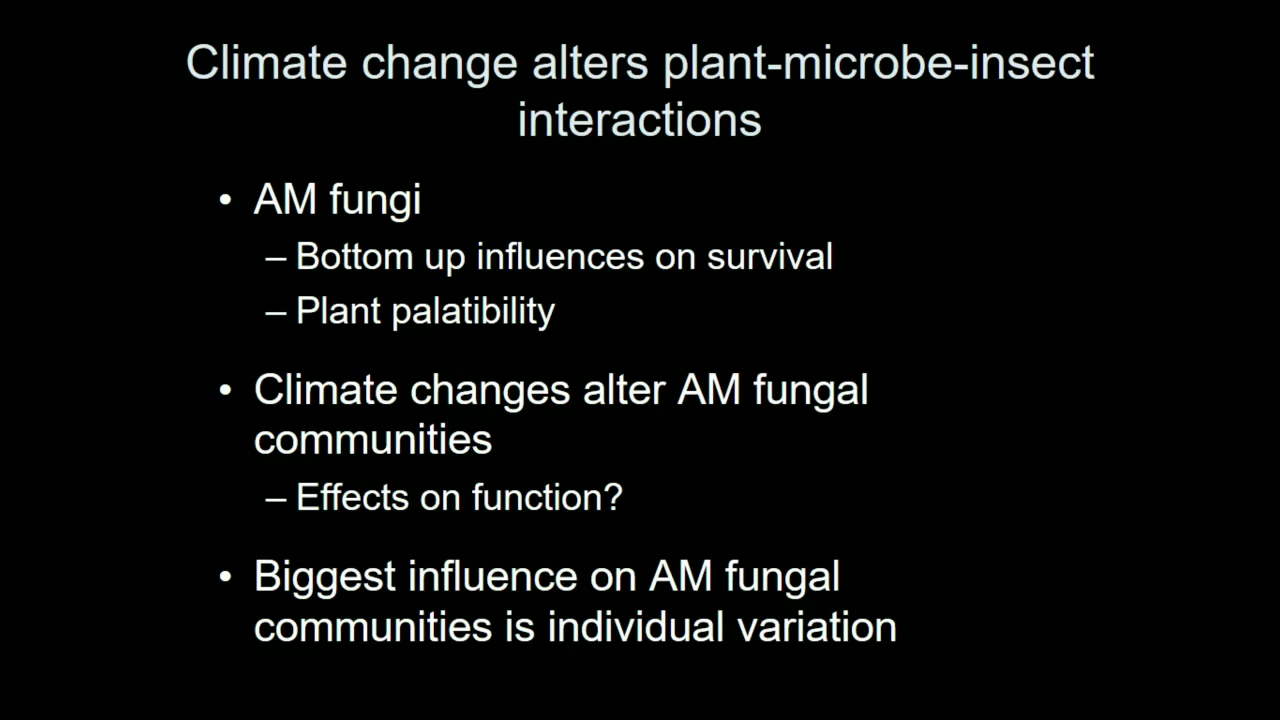 Climate change alters plant-microbe-insect
interactions
• AM fungi
– Bottom up influences on survival
– Plant palatibility
• Climate changes alter AM fungal
communities
– Effects on function?
• Biggest influence on AM fungal
communities is individual variation